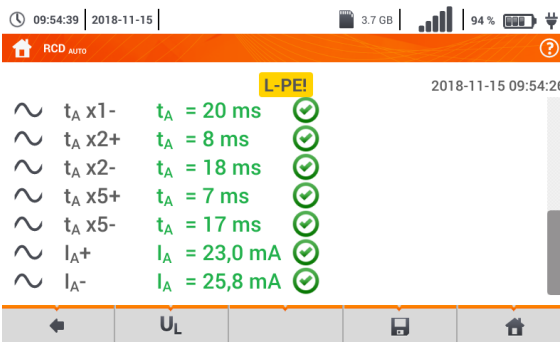 09:54:39 2018-11-15 3.7 GB 94 %
RCD AUTO ?
L-PE! 2018-11-15 09:54:26
tA x1- tA = 20 ms
tA x2+ tA = 8 ms
tA x2- tA = 18 ms
tA x5+ tA = 7 ms
tA x5- tA = 17 ms
IA+ IA = 23,0 mA
IA- IA = 25,8 mA
UL